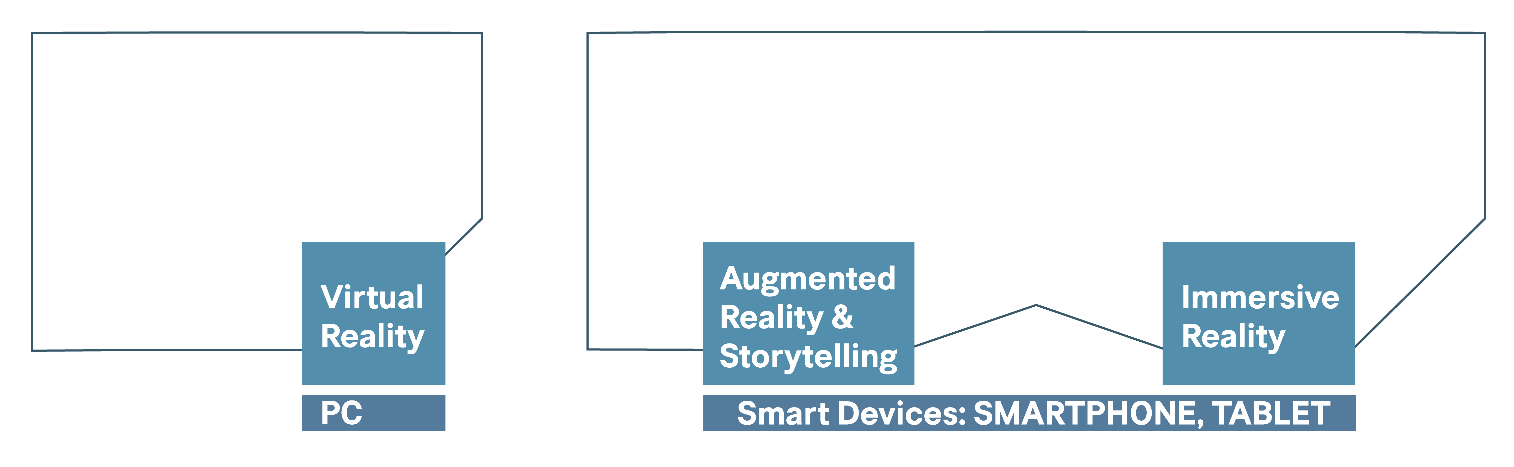 Virtual
Reality
PC
Augmented
Reality &
Storytelling
Immersive
Reality
Smart Devices: SMARTPHONE, TABLET